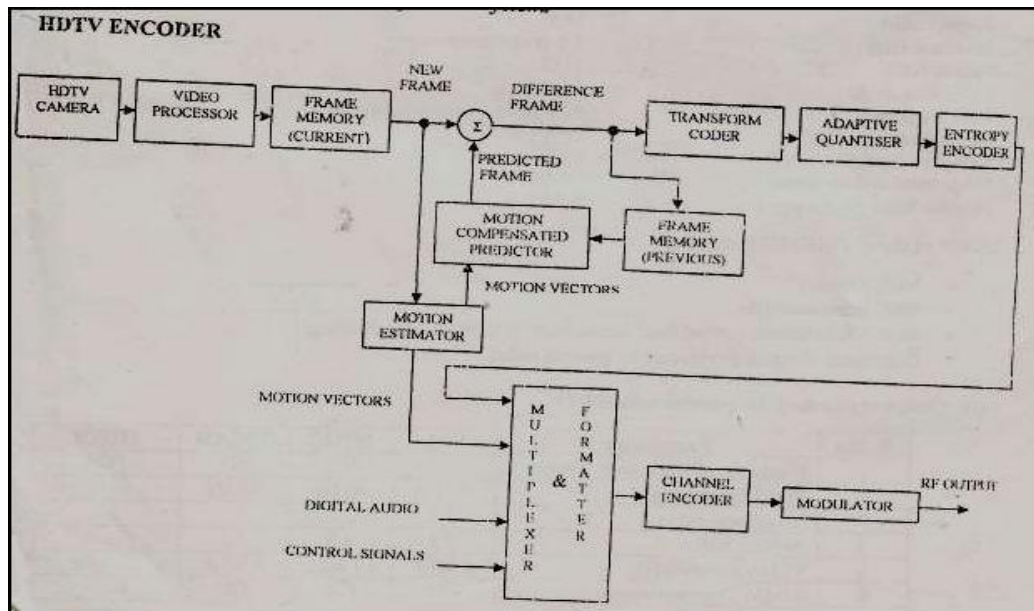 HDTV ENCODER
NEW
FRAME
DIFFERENCE
FRAME
HDTV
CAMERA
VIDEO
PROCESSOR
FRAME
MEMORY
(CURRENT)
Σ
TRANSFORM
CODER
ADAPTIVE
QUANTISER
ENTROPY
ENCODER
PREDICTED
FRAME
MOTION
COMPENSATED
PREDICTOR
FRAME
MEMORY
(PREVIOUS)
MOTION VECTORS
MOTION
ESTIMATOR
MOTION VECTORS
DIGITAL AUDIO
CONTROL SIGNALS
MULTIPLEXER
&
FORMATTER
CHANNEL
ENCODER
MODULATOR
RF OUTPUT